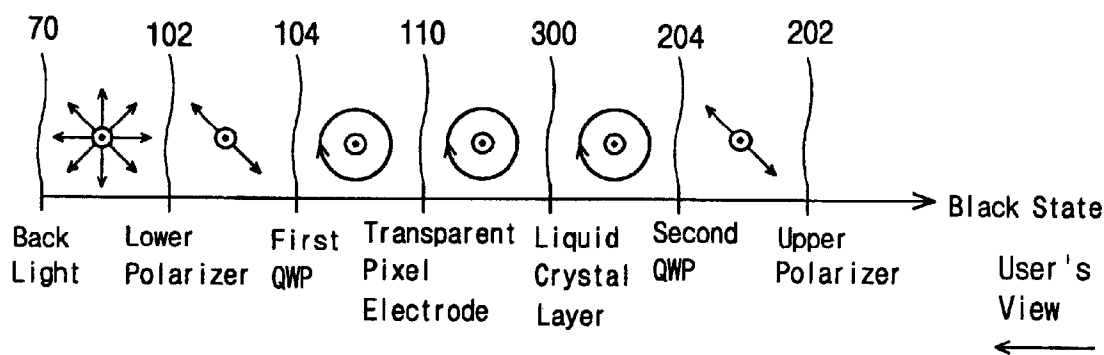 70 102 104 110 300 204 202
Black State
Back Light
Lower Polarizer
First QWP
Transparent Pixel Electrode
Liquid Crystal Layer
Second QWP
Upper Polarizer
User's View